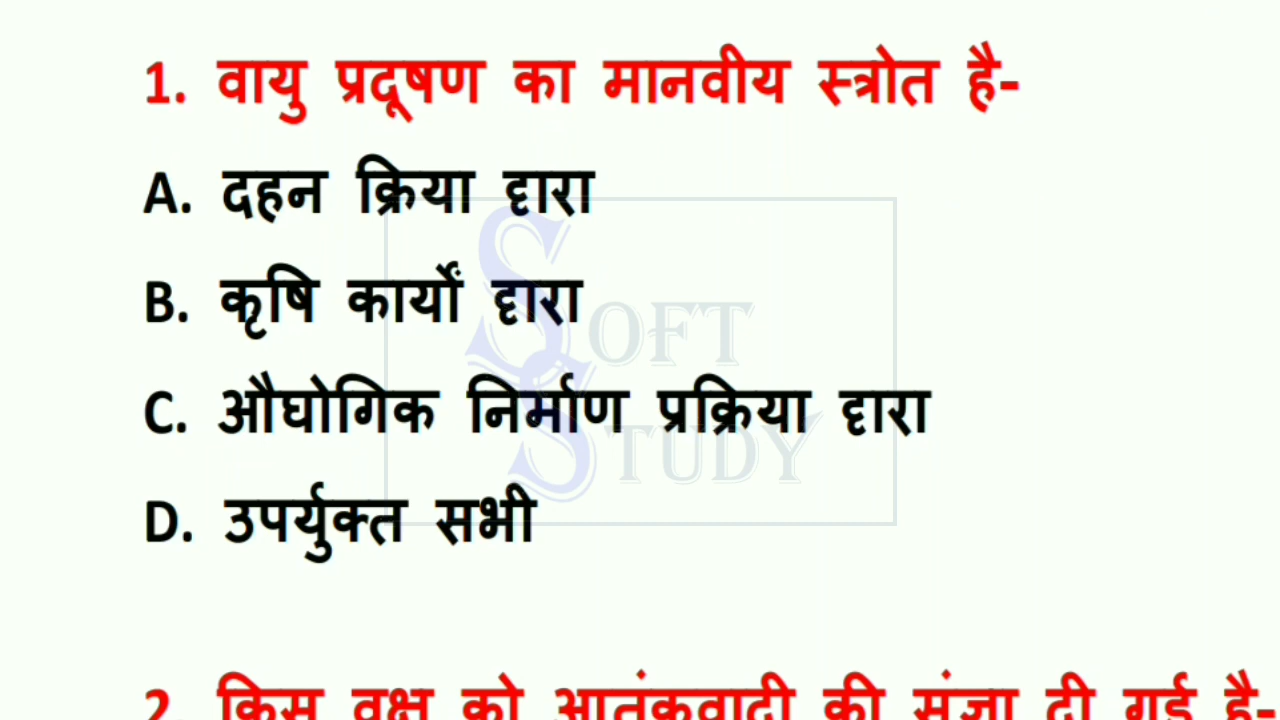 1. वायु प्रदूषण का मानवीय स्त्रोत है-
A. दहन क्रिया दृारा
B. कृषि कार्यों दृारा
C. औघोगिक निर्माण प्रक्रिया दृारा
D. उपर्युक्त सभी
SOFT
STUDY
2. किस वृक्ष को आतंकवादी की संज्ञा दी गई है-